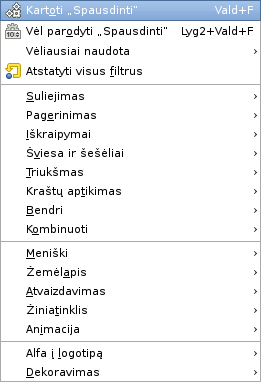 Kartoti „Spausdinti“ Vald+F
Vėl parodyti „Spausdinti“ Lyg2+Vald+F
Vėliausiai naudota
Atstatyti visus filtrus
Suliejimas
Pagerinimas
Iškraipymai
Šviesa ir šešėliai
Triukšmas
Kraštų aptikimas
Bendri
Kombinuoti
Meniški
Žemėlapis
Atvaizdavimas
Žiniatinklis
Animacija
Alfa į logotipą
Dekoravimas